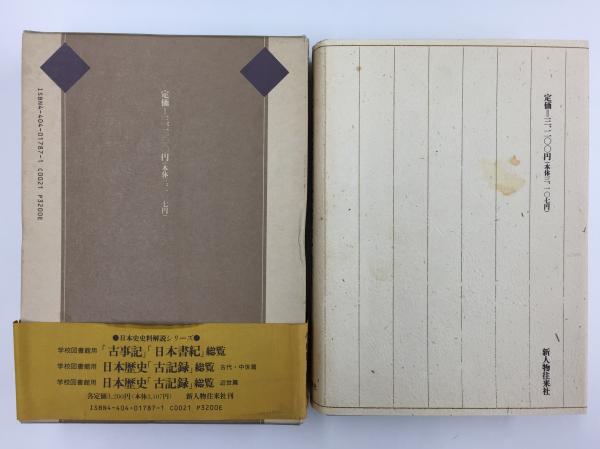 ISBN4-404-01787-1 C0021 P3200E
定価=三、二〇〇円(本体三、一〇七円)
●日本史史料解説シリーズ●
学校図書館用「古事記」「日本書紀」総覧
学校図書館用 日本歴史「古記録」総覧 古代・中世篇
学校図書館用 日本歴史「古記録」総覧 近世篇
各定価3,200円(本体3,107円) 新人物往来社刊
ISBN4-404-01787-1 C0021 P3200E
定価=三、二〇〇円(本体三、一〇七円)
新人物往来社